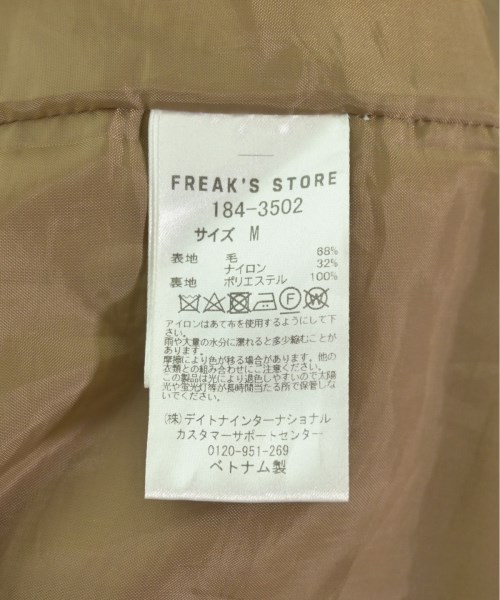 FREAK'S STORE
184-3502
サイズ M
表地 毛 68%
ナイロン 32%
裏地 ポリエステル 100%
アイロンはあて布を使用するようにして下
さい。
雨や大量の水分に濡れると多少縮むことが
あります。
摩擦により色が移る場合があります。他の
衣類との組み合わせにご注意ください。
この製品は光により退色しやすいので太陽
光や蛍光灯等が長時間当たる所で保管しな
いでください。
(株)デイトナインターナショナル
カスタマーサポートセンター
0120-951-269
ベトナム製